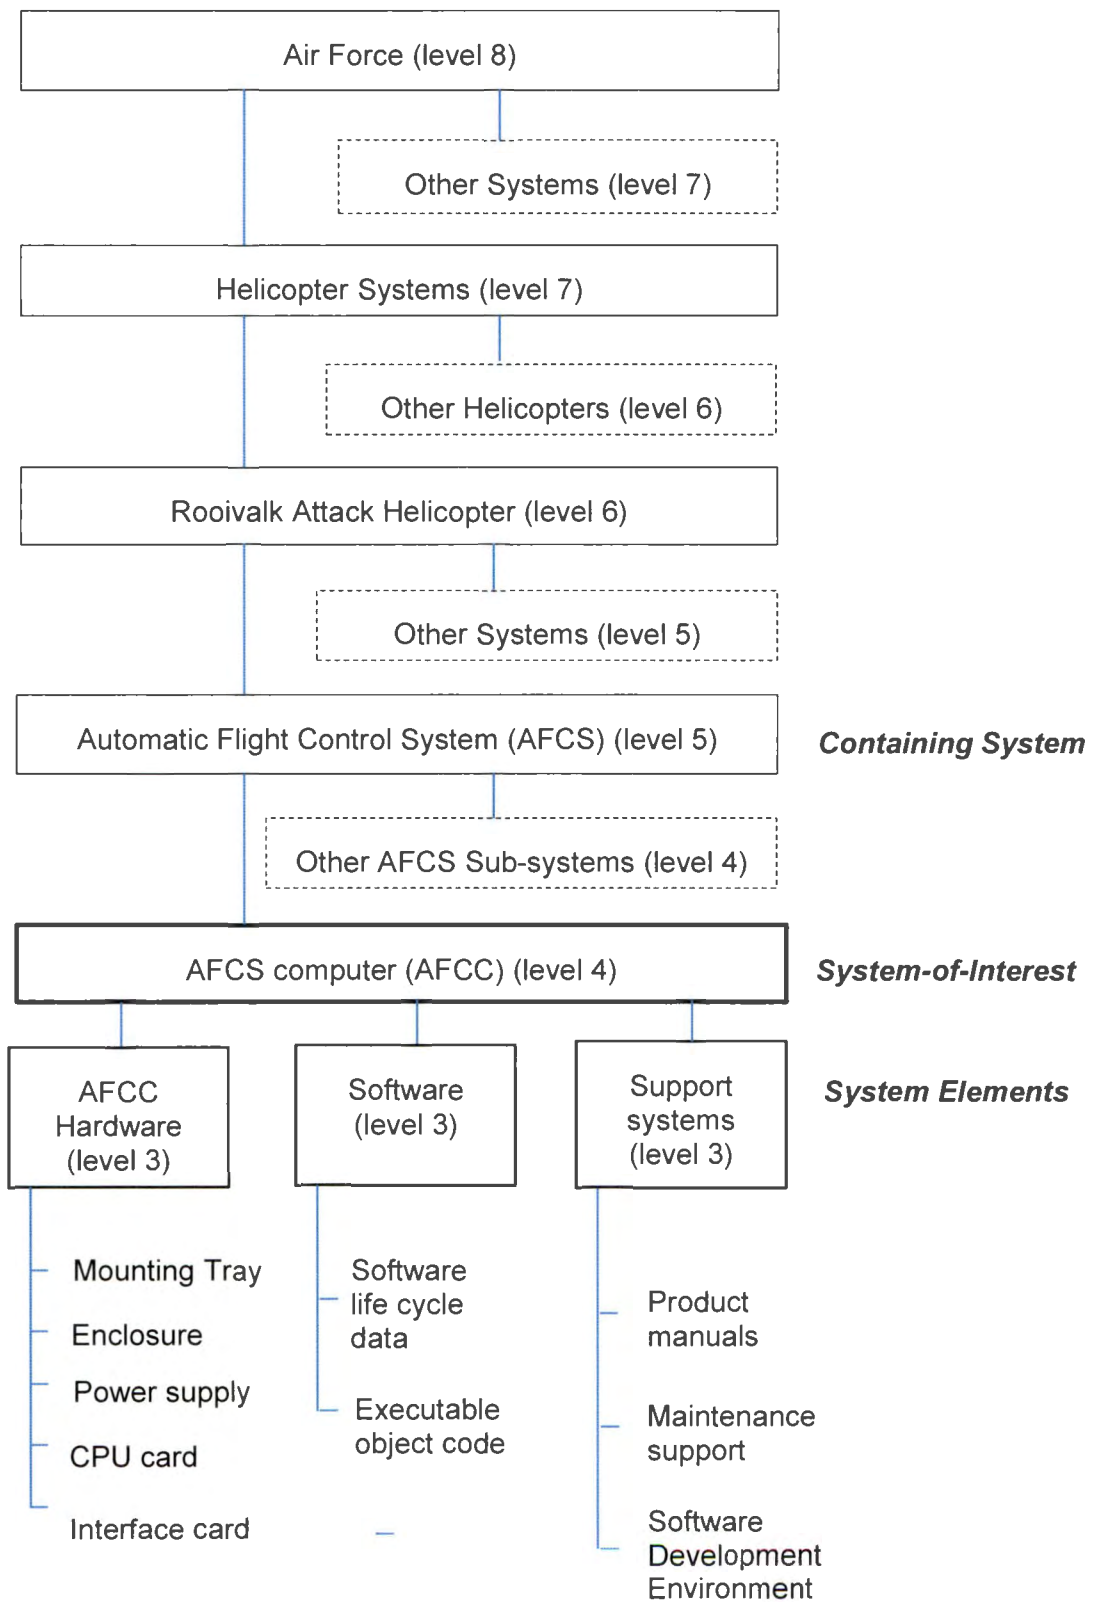 Air Force (level 8)
Other Systems (level 7)
Helicopter Systems (level 7)
Other Helicopters (level 6)
Rooivalk Attack Helicopter (level 6)
Other Systems (level 5)
Automatic Flight Control System (AFCS) (level 5)
Containing System
Other AFCS Sub-systems (level 4)
AFCS computer (AFCC) (level 4)
System-of-Interest
AFCC
Hardware
(level 3)
Software
(level 3)
Support
systems
(level 3)
System Elements
Mounting Tray
Enclosure
Power supply
CPU card
Interface card
Software
life cycle
data
Executable
object code
Product
manuals
Maintenance
support
Software
Development
Environment